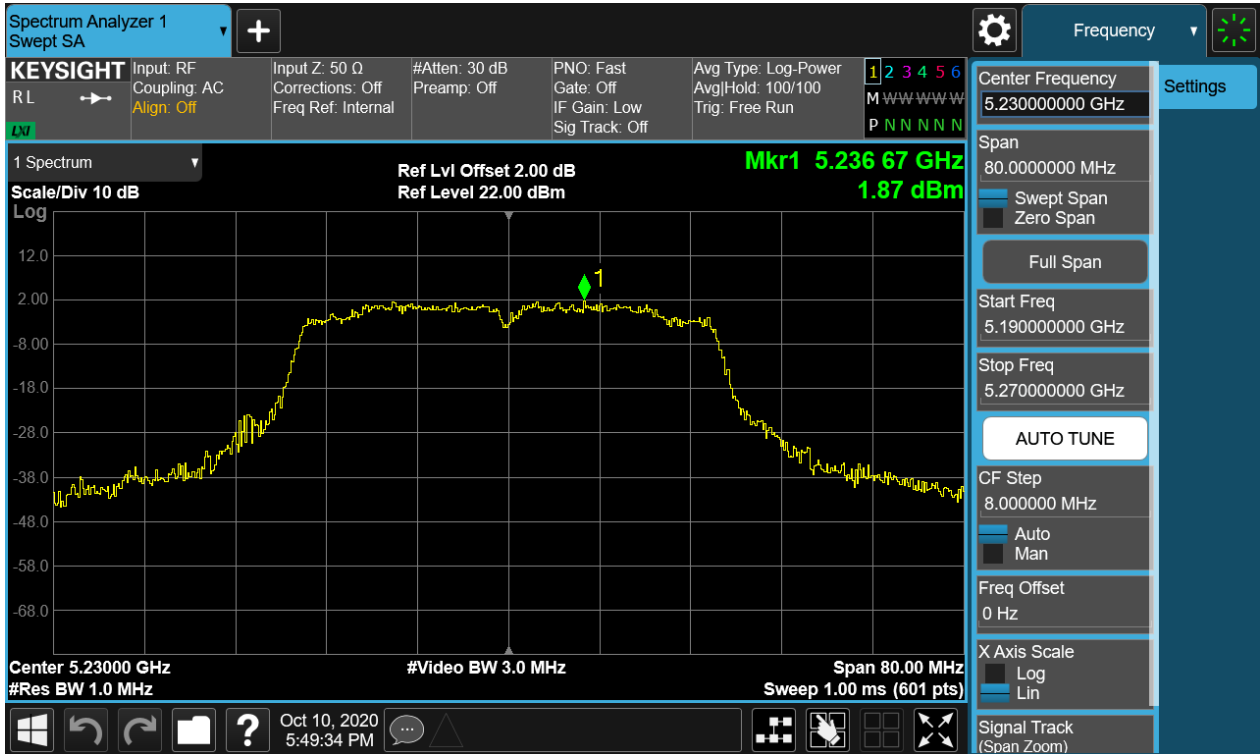 Spectrum Analyzer 1
Swept SA
Frequency
KEYSIGHT
R L
LXI
Input: RF
Coupling: AC
Align: Off
Input Z: 50 Ω
Corrections: Off
Freq Ref: Internal
#Atten: 30 dB
Preamp: Off
PNO: Fast
Gate: Off
IF Gain: Low
Sig Track: Off
Avg Type: Log-Power
Avg|Hold: 100/100
Trig: Free Run
1 2 3 4 5 6
M W W W W W
P N N N N N
1 Spectrum
Scale/Div 10 dB
Log
Ref Lvl Offset 2.00 dB
Ref Level 22.00 dBm
Mkr1 5.236 67 GHz
1.87 dBm
1
12.0
2.00
-8.00
-18.0
-28.0
-38.0
-48.0
-58.0
-68.0
Center 5.23000 GHz
#Res BW 1.0 MHz
#Video BW 3.0 MHz
Span 80.00 MHz
Sweep 1.00 ms (601 pts)
Oct 10, 2020
5:49:34 PM
Center Frequency
5.230000000 GHz
Span
80.0000000 MHz
Swept Span
Zero Span
Full Span
Start Freq
5.190000000 GHz
Stop Freq
5.270000000 GHz
AUTO TUNE
CF Step
8.000000 MHz
Auto
Man
Freq Offset
0 Hz
X Axis Scale
Log
Lin
Signal Track
(Span Zoom)
Settings